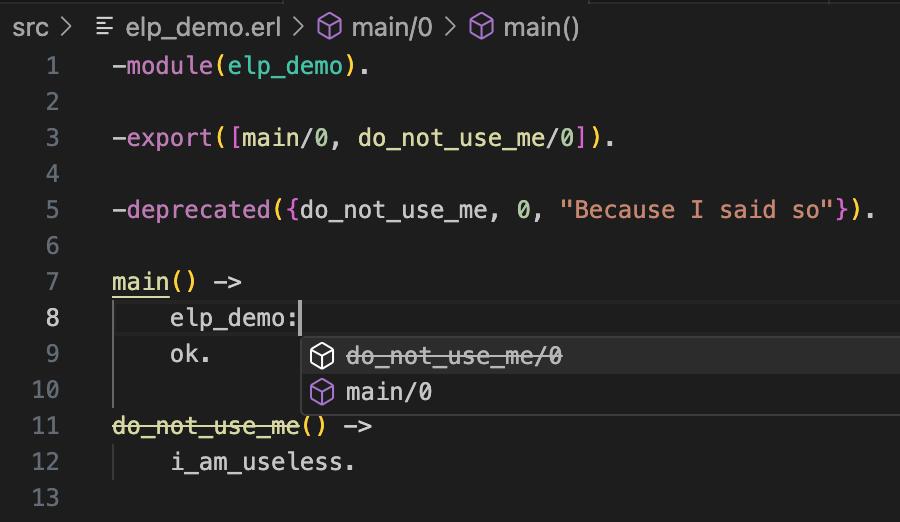 src > elp_demo.erl > main/0 > main()
1 -module(elp_demo).
2
3 -export([main/0, do_not_use_me/0]).
4
5 -deprecated({do_not_use_me, 0, "Because I said so"}).
6
7 main() ->
8 elp_demo:
do_not_use_me/0
9 ok.
main/0
10
11 do_not_use_me() ->
12 i_am_useless.
13